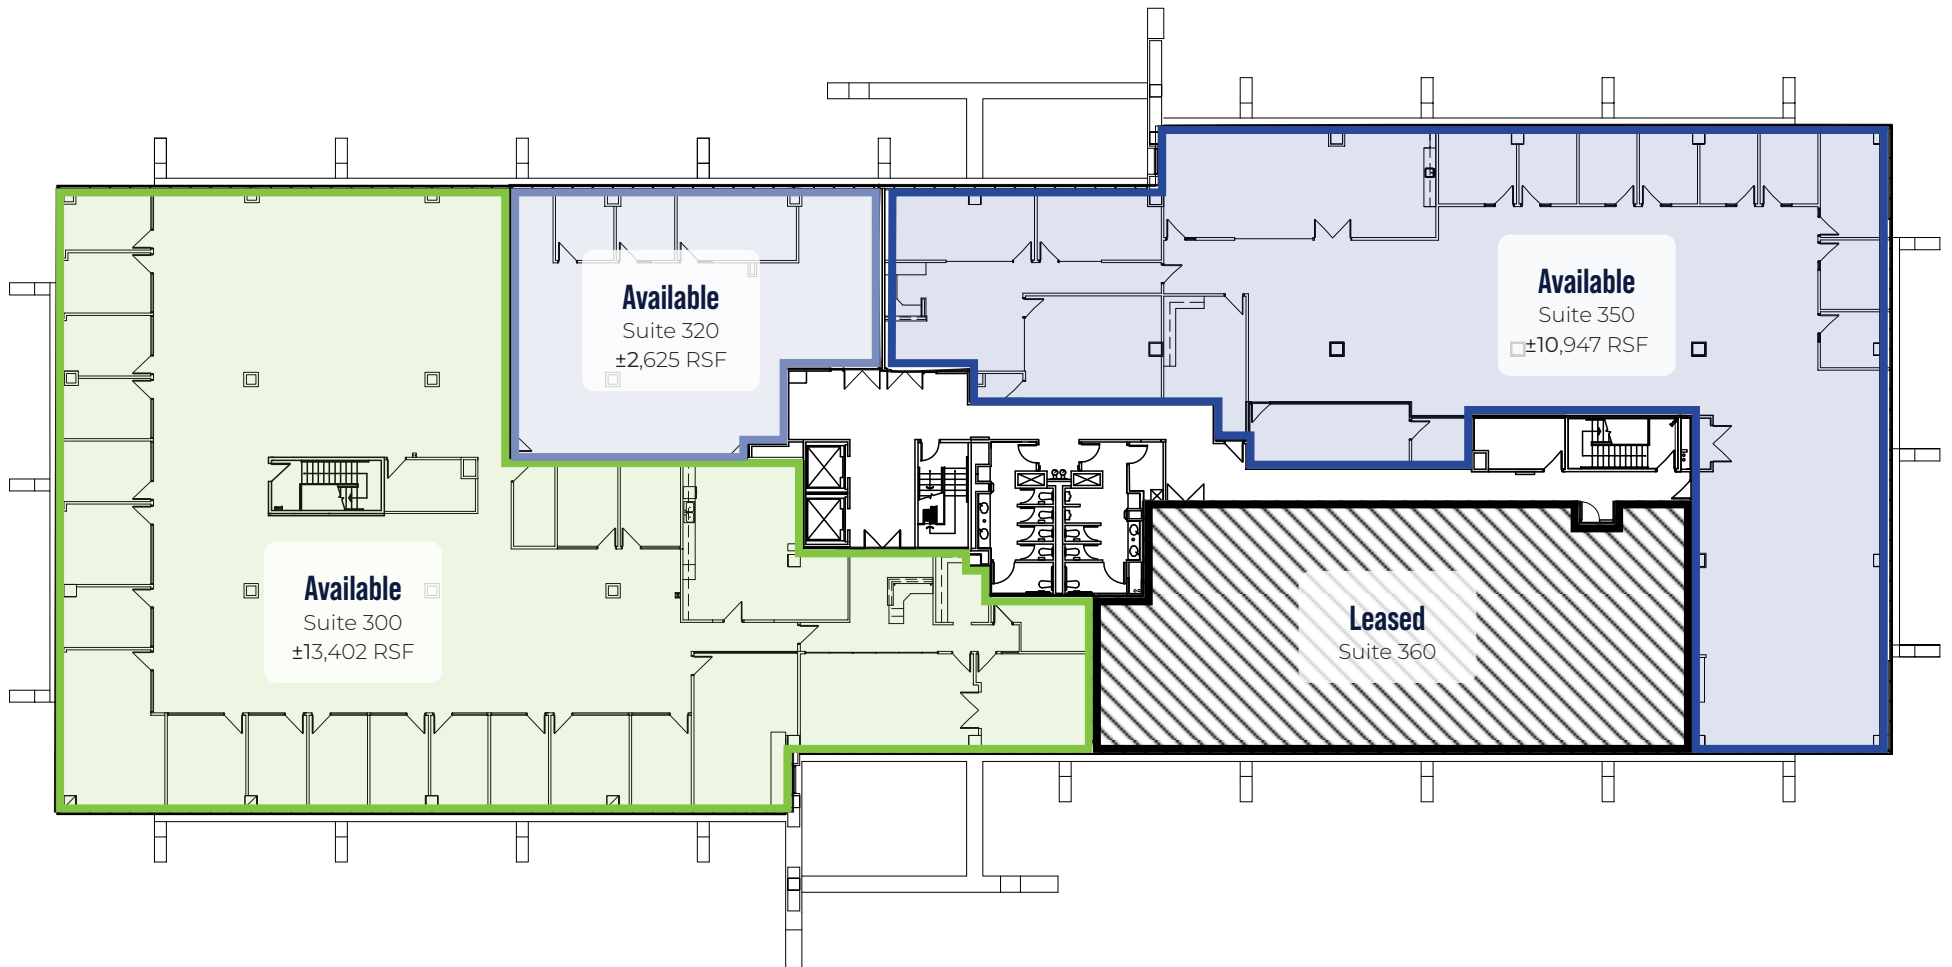 Available
Suite 320
±2,625 RSF
Available
Suite 350
±10,947 RSF
Available
Suite 300
±13,402 RSF
Leased
Suite 360